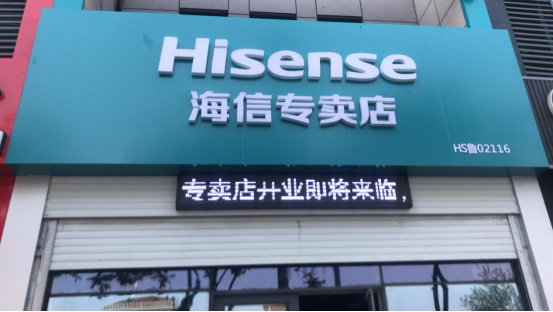 Hisense
海信专卖店
HS鲁02116
专卖店开业即将来临,